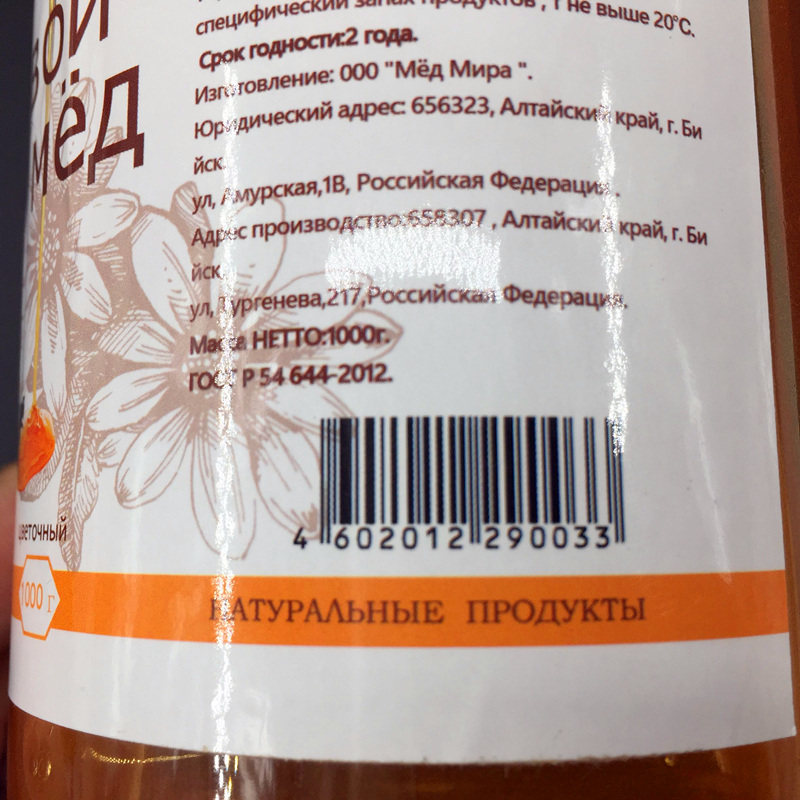 специфический запах продуктов , т не выше 20°С.
Срок годности:2 года.
Изготовление: ООО "Мёд Мира ".
Юридический адрес: 656323, Алтайский край, г. Би
йск.
ул, Амурская,1В, Российская Федерация .
Адрес производство:658307 , Алтайский край, г. Би
йск.
ул, Тургенева,217,Российская Федерация.
Масса НЕТТО:1000г.
ГОСТ Р 54 644-2012.
вой
мёд
цветочный
1000 г
4 602012 290033
НАТУРАЛЬНЫЕ ПРОДУКТЫ